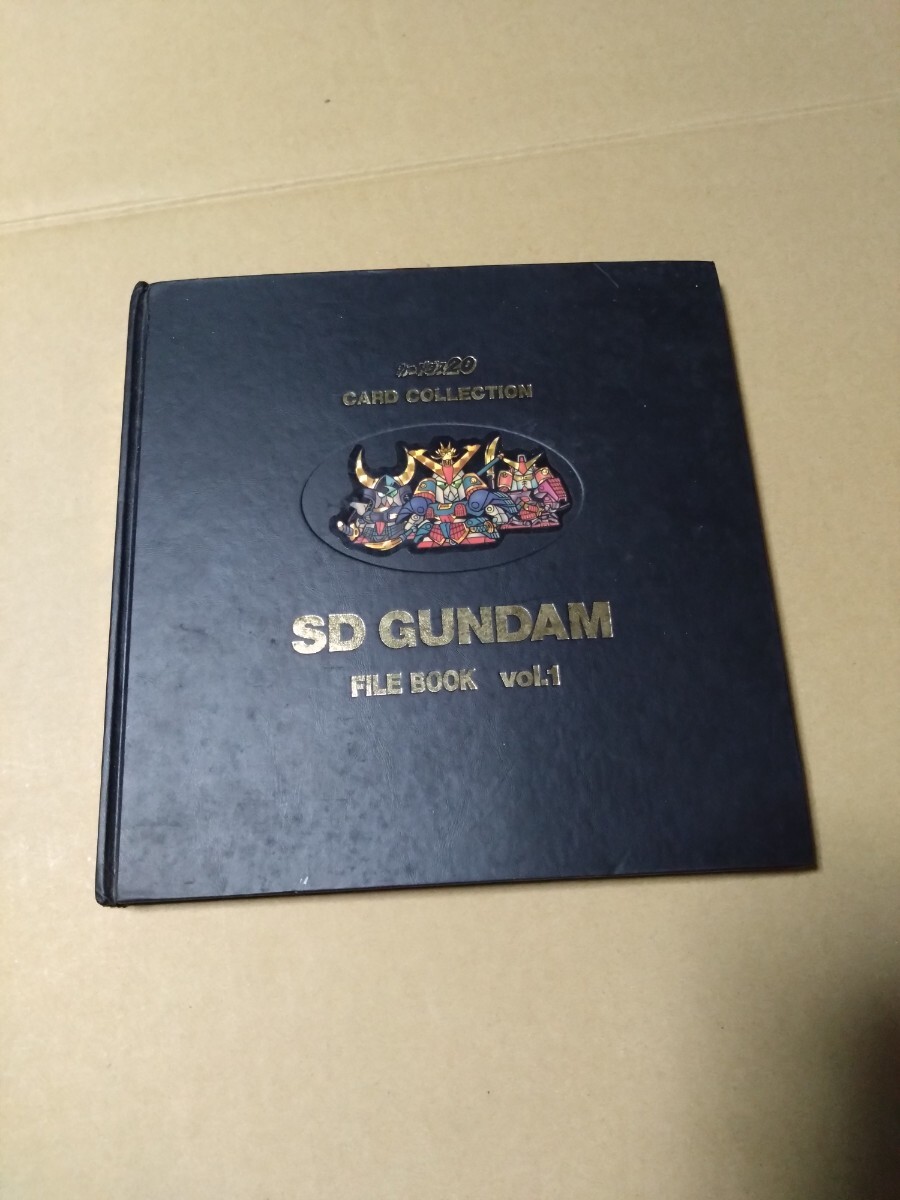 カードダス20
CARD COLLECTION
SD GUNDAM
FILE BOOK vol.1